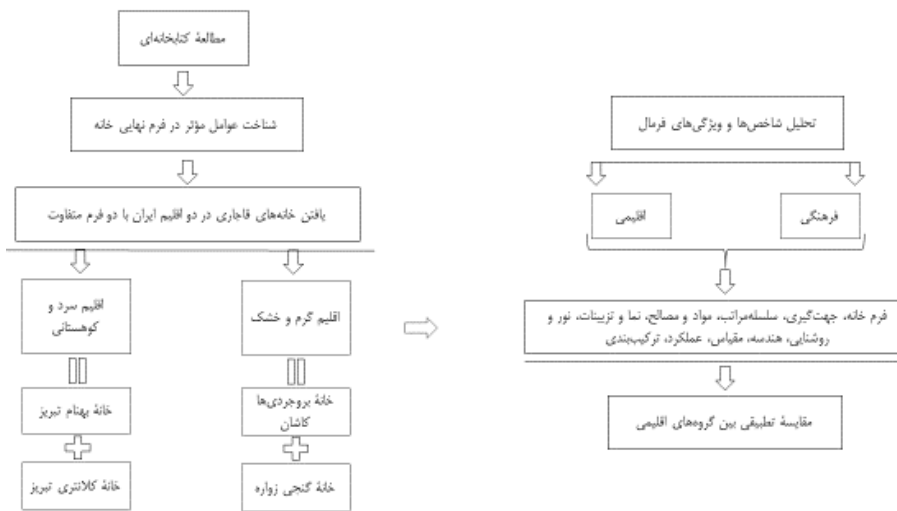 مطالعهٔ کتابخانه‌ای
شناخت عوامل مؤثر در فرم نهایی خانه
یافتن خانه‌های قاجاری در دو اقلیم ایران با دو فرم متفاوت
اقلیم سرد و
کوهستانی
خانهٔ بهنام تبریز
خانهٔ کلانتری تبریز
اقلیم گرم و خشک
خانهٔ بروجردی‌ها
کاشان
خانهٔ گنجی زواره
تحلیل شاخص‌ها و ویژگی‌های فرمال
فرهنگی
اقلیمی
فرم خانه، جهت‌گیری، سلسله‌مراتب، مواد و مصالح، نما و تزیینات، نور و
روشنایی، هندسه، مقیاس، عملکرد، ترکیب‌بندی
مقایسهٔ تطبیقی بین گروه‌های اقلیمی